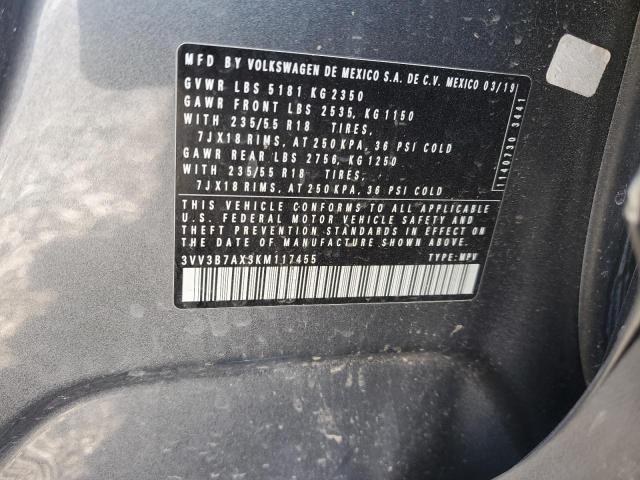 MFD BY VOLKSWAGEN DE MEXICO S.A. DE C.V. MEXICO 03/19
GVWR LBS 5181 KG 2350
GAWR FRONT LBS 2535, KG 1150
WITH 235/55 R18 TIRES,
7JX18 RIMS, AT 250 KPA, 36 PSI COLD
GAWR REAR LBS 2756, KG 1250
WITH 235/55 R18 TIRES,
7JX18 RIMS, AT 250 KPA, 36 PSI COLD
THIS VEHICLE CONFORMS TO ALL APPLICABLE
U.S. FEDERAL MOTOR VEHICLE SAFETY AND
THEFT PREVENTION STANDARDS IN EFFECT ON
THE DATE OF MANUFACTURE SHOWN ABOVE.
3VV3B7AX3KM117455 TYPE: MPV
1140730 3441